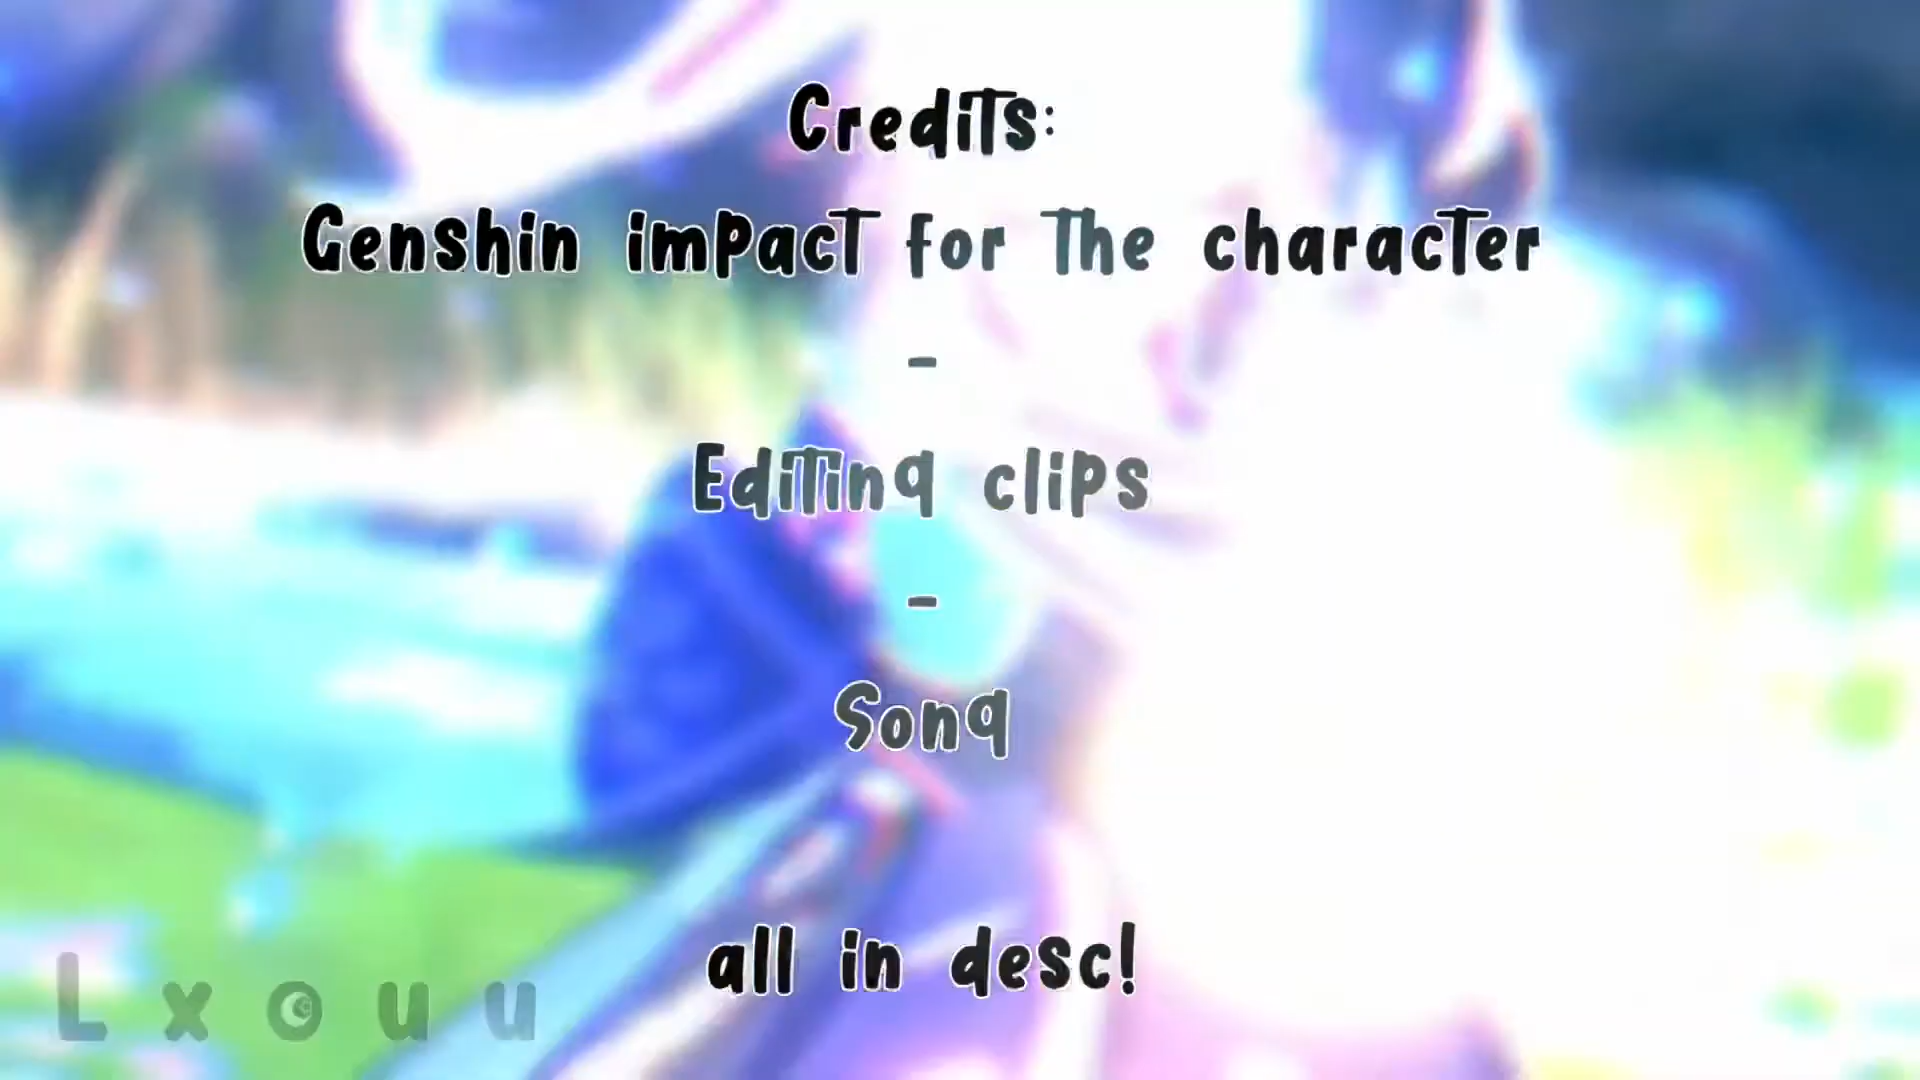 Credits:
Genshin impact for the character
-
Editing clips
-
Song
all in desc!
Lxouu